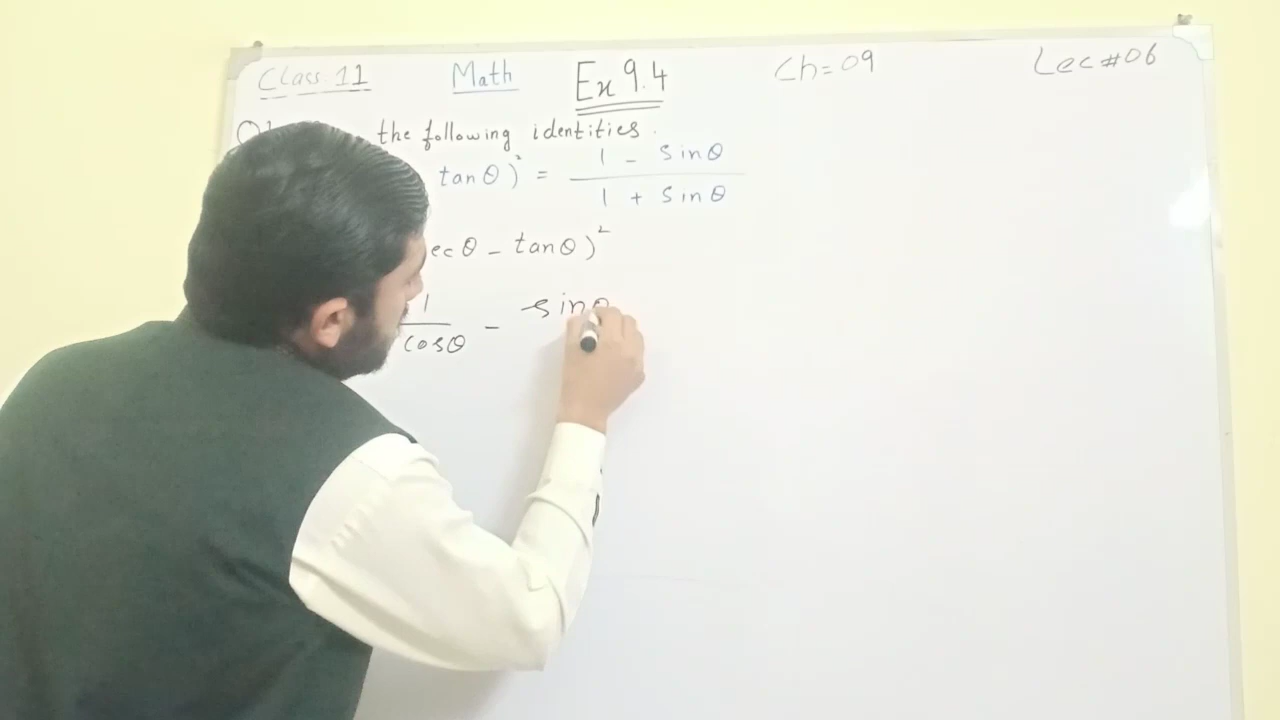 Class 11 Math Ex 9.4 Ch=09 Lec#06
the following identities.
tanθ)² = 1 - sinθ
1 + sinθ
ecθ - tanθ)²
1 - sinθ
cosθ